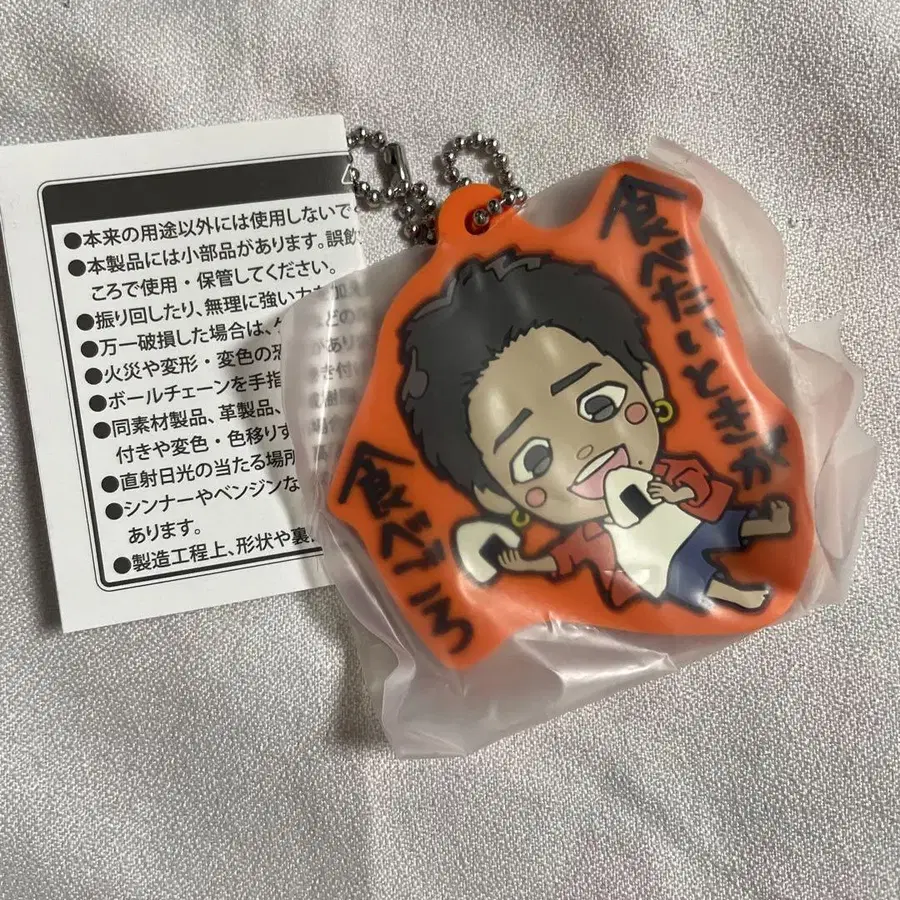 ●本来の用途以外には使用しないで
●本製品には小部品があります。誤飲
ころで使用・保管してください。
●振り回したり、無理に強い力
●万一破損した場合は、
●火災や変形・変色の恐
●ボールチェーンを手指
●同素材製品、革製品、
付きや変色・色移りす
●直射日光の当たる場所
●シンナーやベンジンな
あります。
●製造工程上、形状や裏
食べたいときが
食べごろ